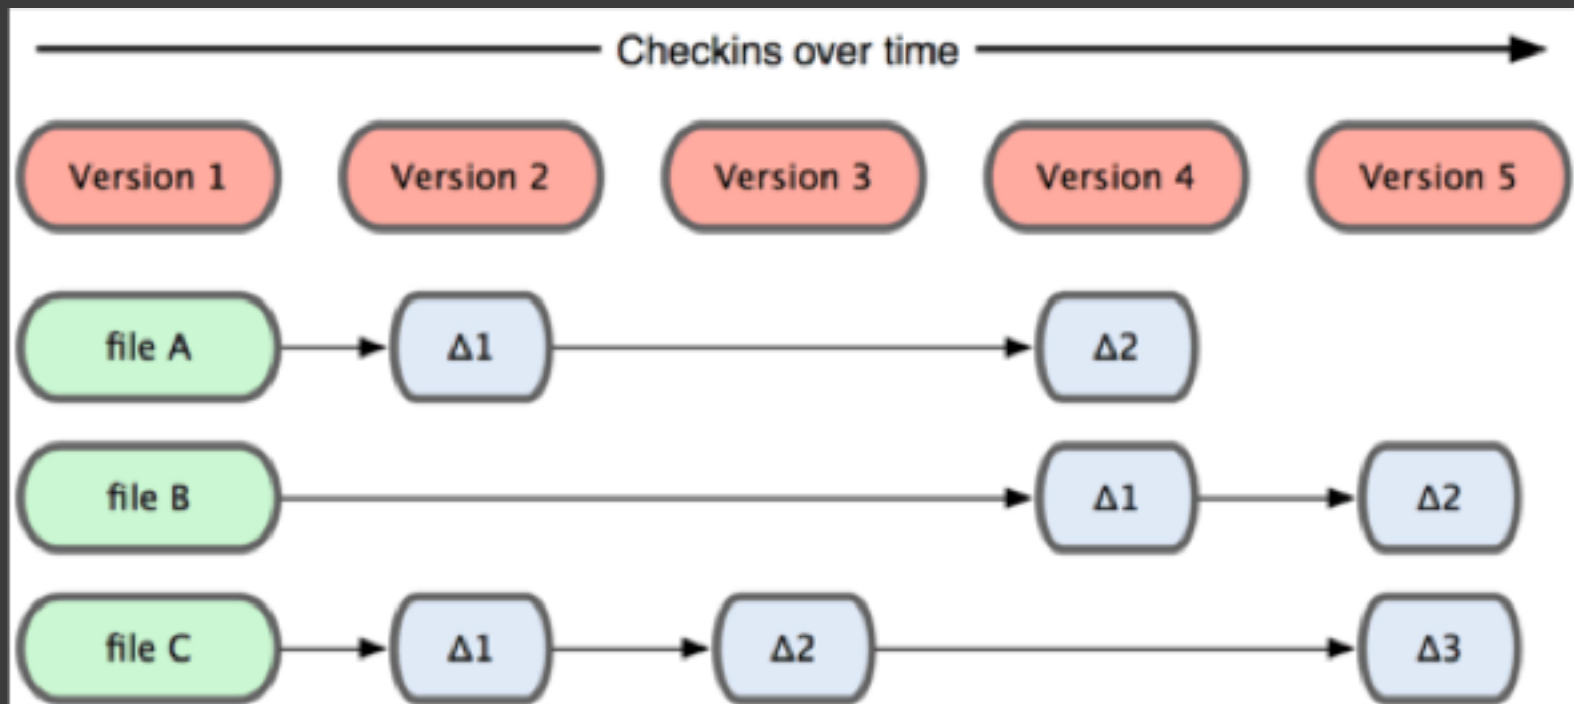 Checkins over time
Version 1 Version 2 Version 3 Version 4 Version 5
file A Δ1 Δ2
file B Δ1 Δ2
file C Δ1 Δ2 Δ3